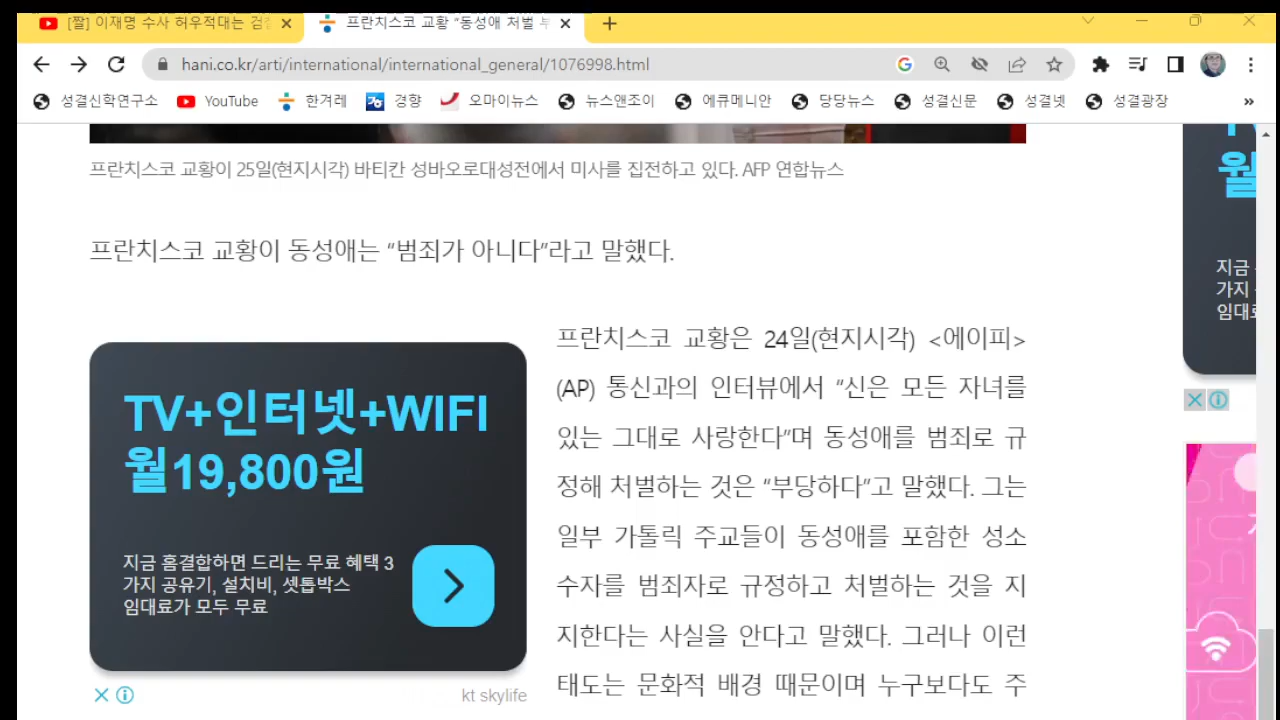 [짤] 이재명 수사 허우적대는 검
프란치스코 교황 “동성애 처벌 부
hani.co.kr/arti/international/international_general/1076998.html
성결신학연구소 YouTube 한겨레 경향 오마이뉴스 뉴스앤조이 에큐메니안 당당뉴스 성결신문 성결넷 성결광장 »
프란치스코 교황이 25일(현지시각) 바티칸 성바오로대성전에서 미사를 집전하고 있다. AFP 연합뉴스
프란치스코 교황이 동성애는 “범죄가 아니다”라고 말했다.
TV+인터넷+WIFI
월19,800원
지금 홈결합하면 드리는 무료 혜택 3
가지 공유기, 설치비, 셋톱박스
임대료가 모두 무료
kt skylife
프란치스코 교황은 24일(현지시각) <에이피>
(AP) 통신과의 인터뷰에서 “신은 모든 자녀를
있는 그대로 사랑한다”며 동성애를 범죄로 규
정해 처벌하는 것은 “부당하다”고 말했다. 그는
일부 가톨릭 주교들이 동성애를 포함한 성소
수자를 범죄자로 규정하고 처벌하는 것을 지
지한다는 사실을 안다고 말했다. 그러나 이런
태도는 문화적 배경 때문이며 누구보다도 주
월
지금
가지
임대료